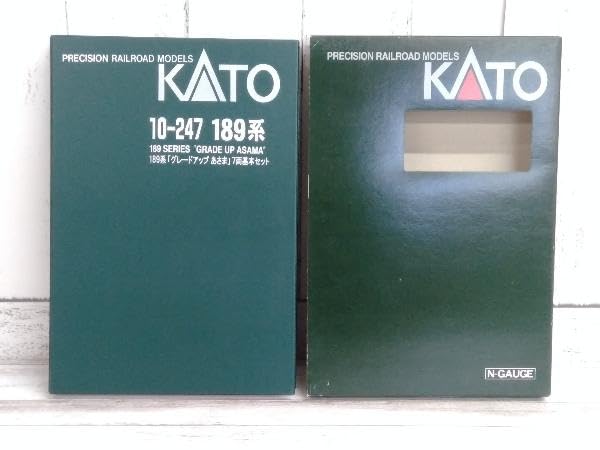 PRECISION RAILROAD MODELS
KATO
10-247 189系
189 SERIES "GRADE UP ASAMA"
189系「グレードアップ あさま」7両基本セット
PRECISION RAILROAD MODELS
KATO
N-GAUGE